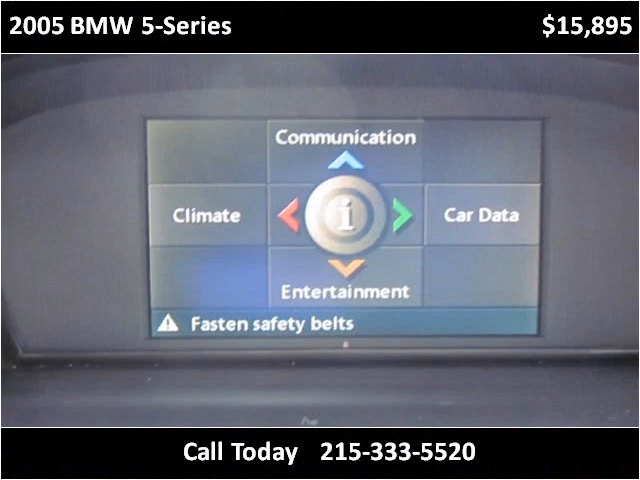 2005 BMW 5-Series $15,895
Communication
Climate i Car Data
Entertainment
Fasten safety belts
Call Today 215-333-5520